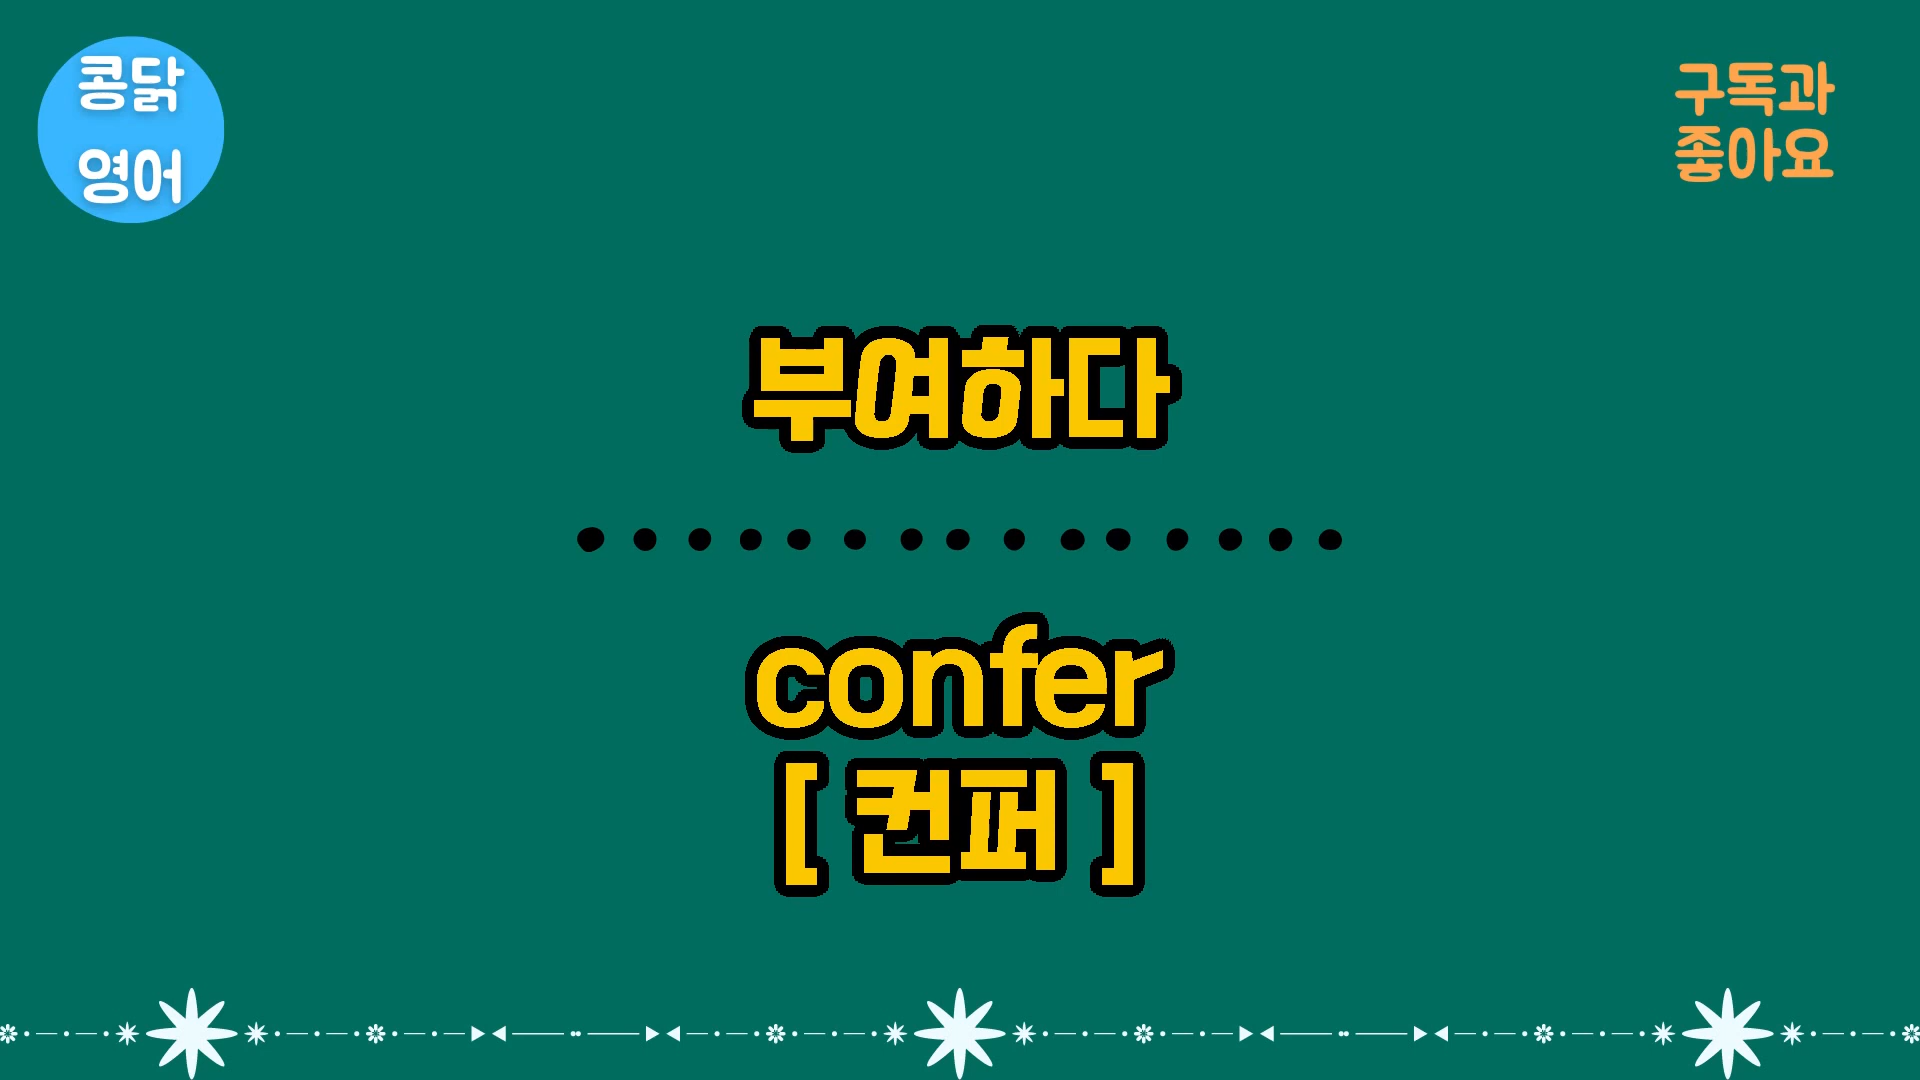 콩닭
영어
구독과
좋아요
부여하다
confer
[ 컨퍼 ]